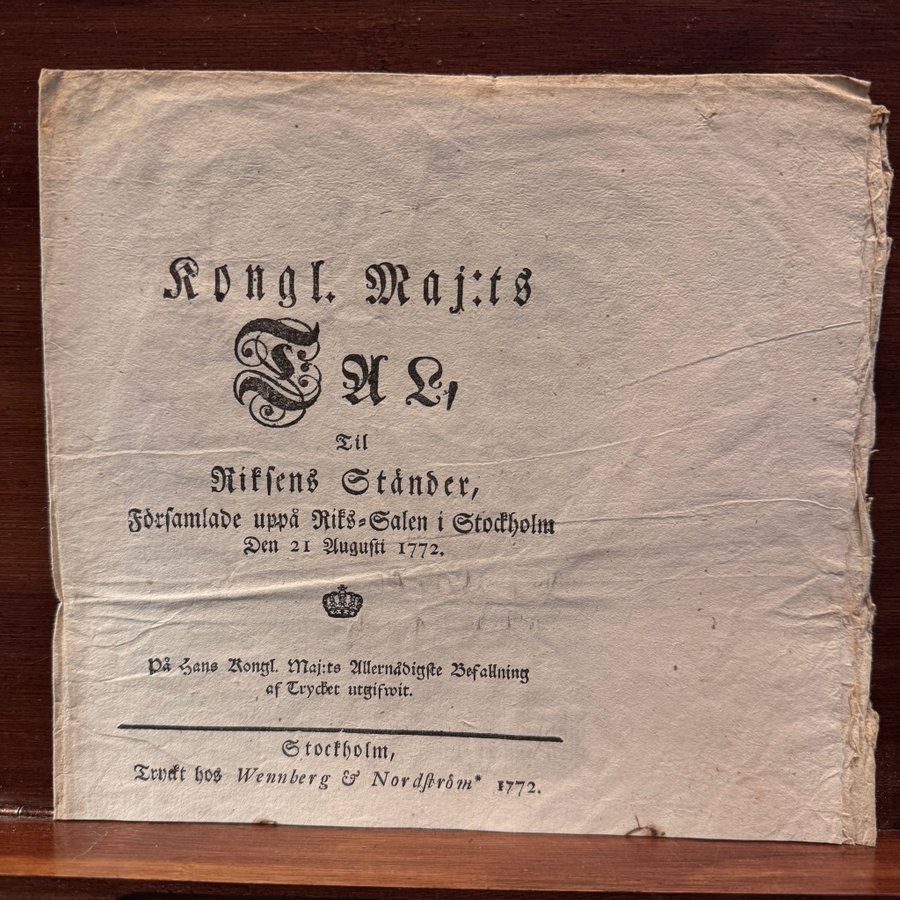 Kongl. Maj:ts
TAL,
Til
Riksens Ständer,
Församlade uppå Riks-Salen i Stockholm
Den 21 Augusti 1772.
På Hans Kongl. Maj:ts Allernådigste Befallning
af Trycket utgifwit.
Stockholm,
Tryckt hos Wennberg & Nordström* 1772.